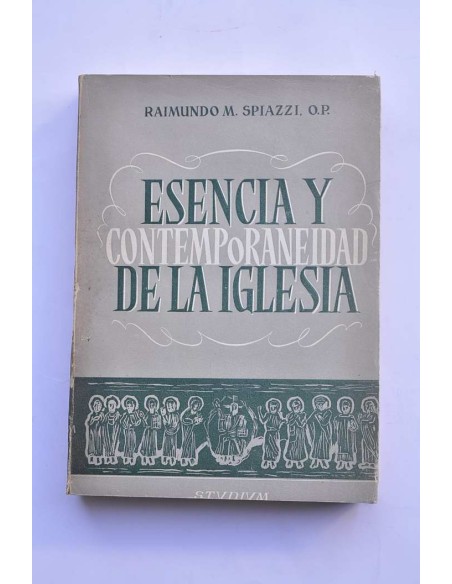 RAIMUNDO M. SPIAZZI. O.P.
ESENCIA Y
CONTEMPORANEIDAD
DE LA IGLESIA
STVDIVM